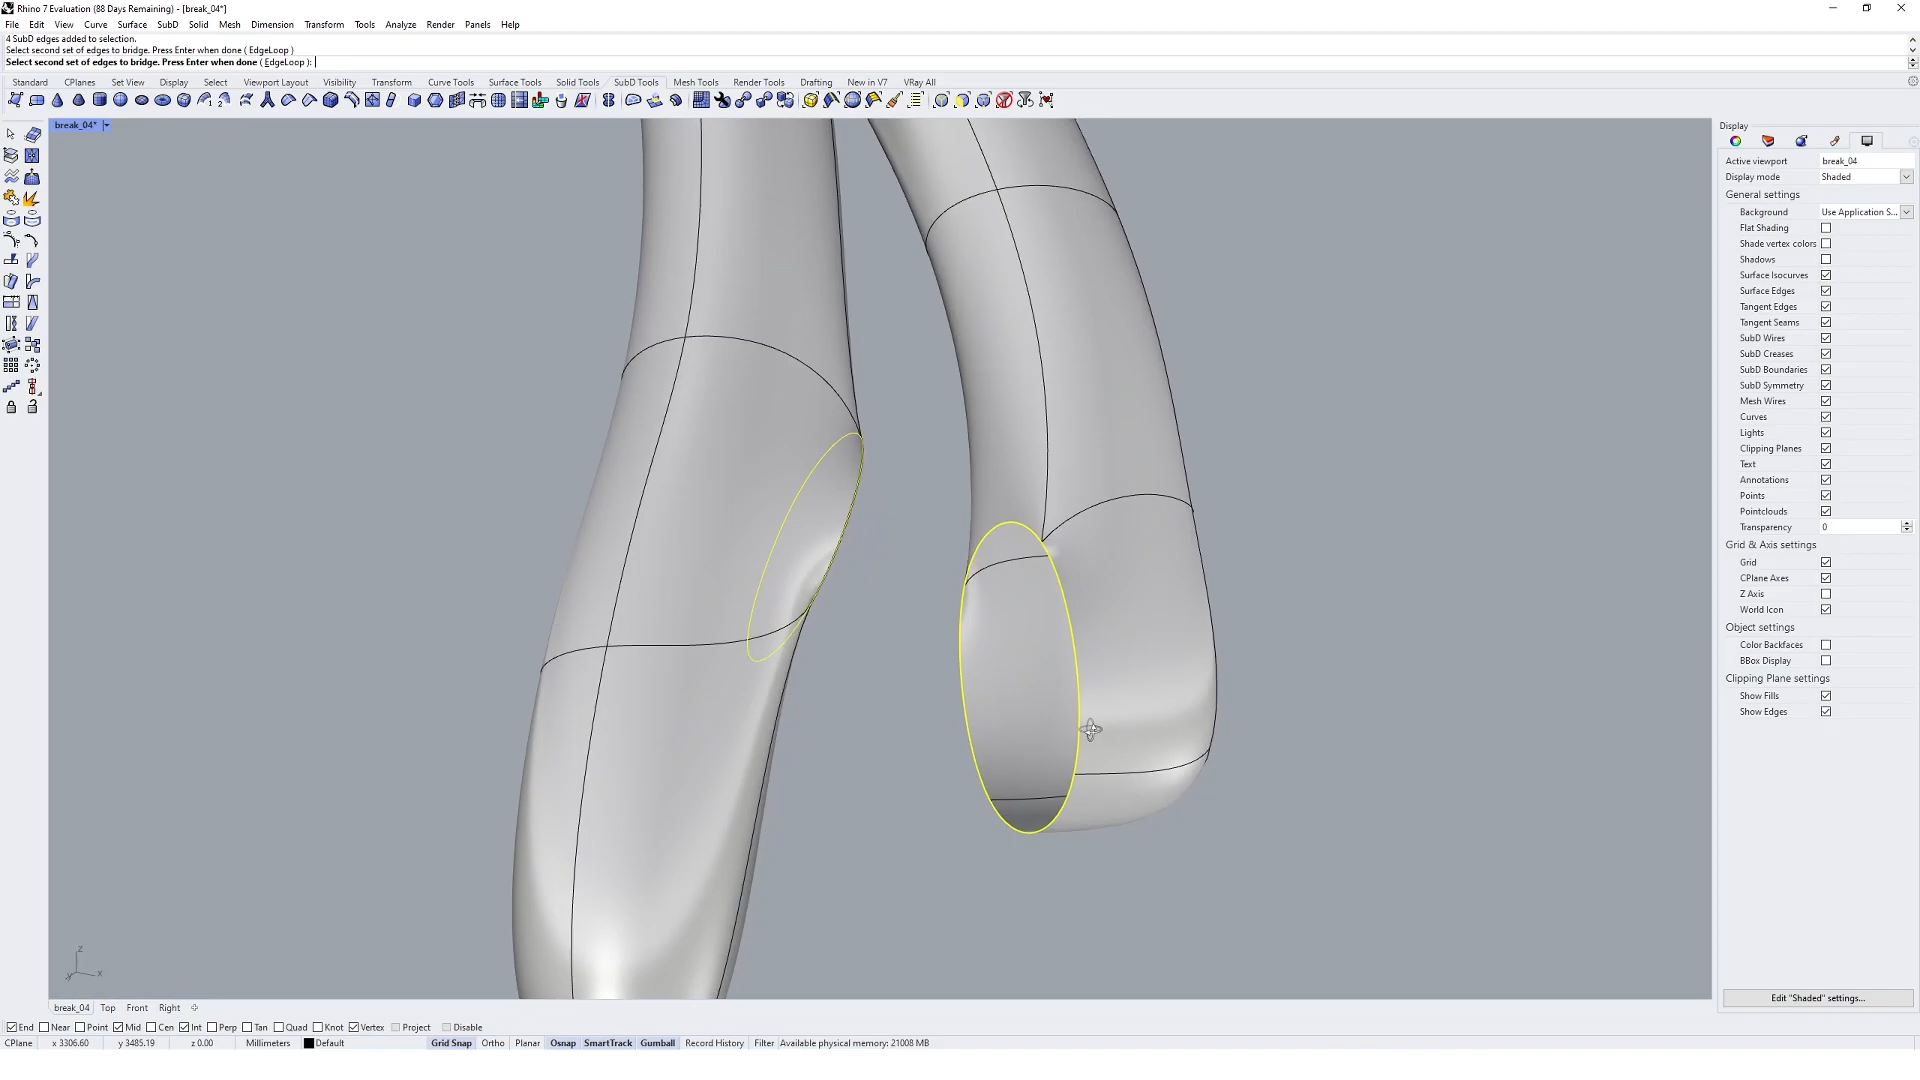 Rhino 7 Evaluation (88 Days Remaining) - [break_04*]
File Edit View Curve Surface SubD Solid Mesh Dimension Transform Tools Analyze Render Panels Help
4 SubD edges added to selection.
Select second set of edges to bridge. Press Enter when done ( EdgeLoop )
Select second set of edges to bridge. Press Enter when done ( EdgeLoop ):
Standard CPlanes Set View Display Select Viewport Layout Visibility Transform Curve Tools Surface Tools Solid Tools SubD Tools Mesh Tools Render Tools Drafting New in V7 VRay All
break_04*
Display
Active viewport break_04
Display mode Shaded
General settings
Background Use Application S...
Flat Shading
Shade vertex colors
Shadows
Surface Isocurves
Surface Edges
Tangent Edges
Tangent Seams
SubD Wires
SubD Creases
SubD Boundaries
SubD Symmetry
Mesh Wires
Curves
Lights
Clipping Planes
Text
Annotations
Points
Pointclouds
Transparency 0
Grid & Axis settings
Grid
CPlane Axes
Z Axis
World Icon
Object settings
Color Backfaces
BBox Display
Clipping Plane settings
Show Fills
Show Edges
z
y x
Edit "Shaded" settings...
break_04 Top Front Right
End Near Point Mid Cen Int Perp Tan Quad Knot Vertex Project Disable
CPlane x 3306.60 y 3485.19 z 0.00 Millimeters Default Grid Snap Ortho Planar Osnap SmartTrack Gumball Record History Filter Available physical memory: 21008 MB